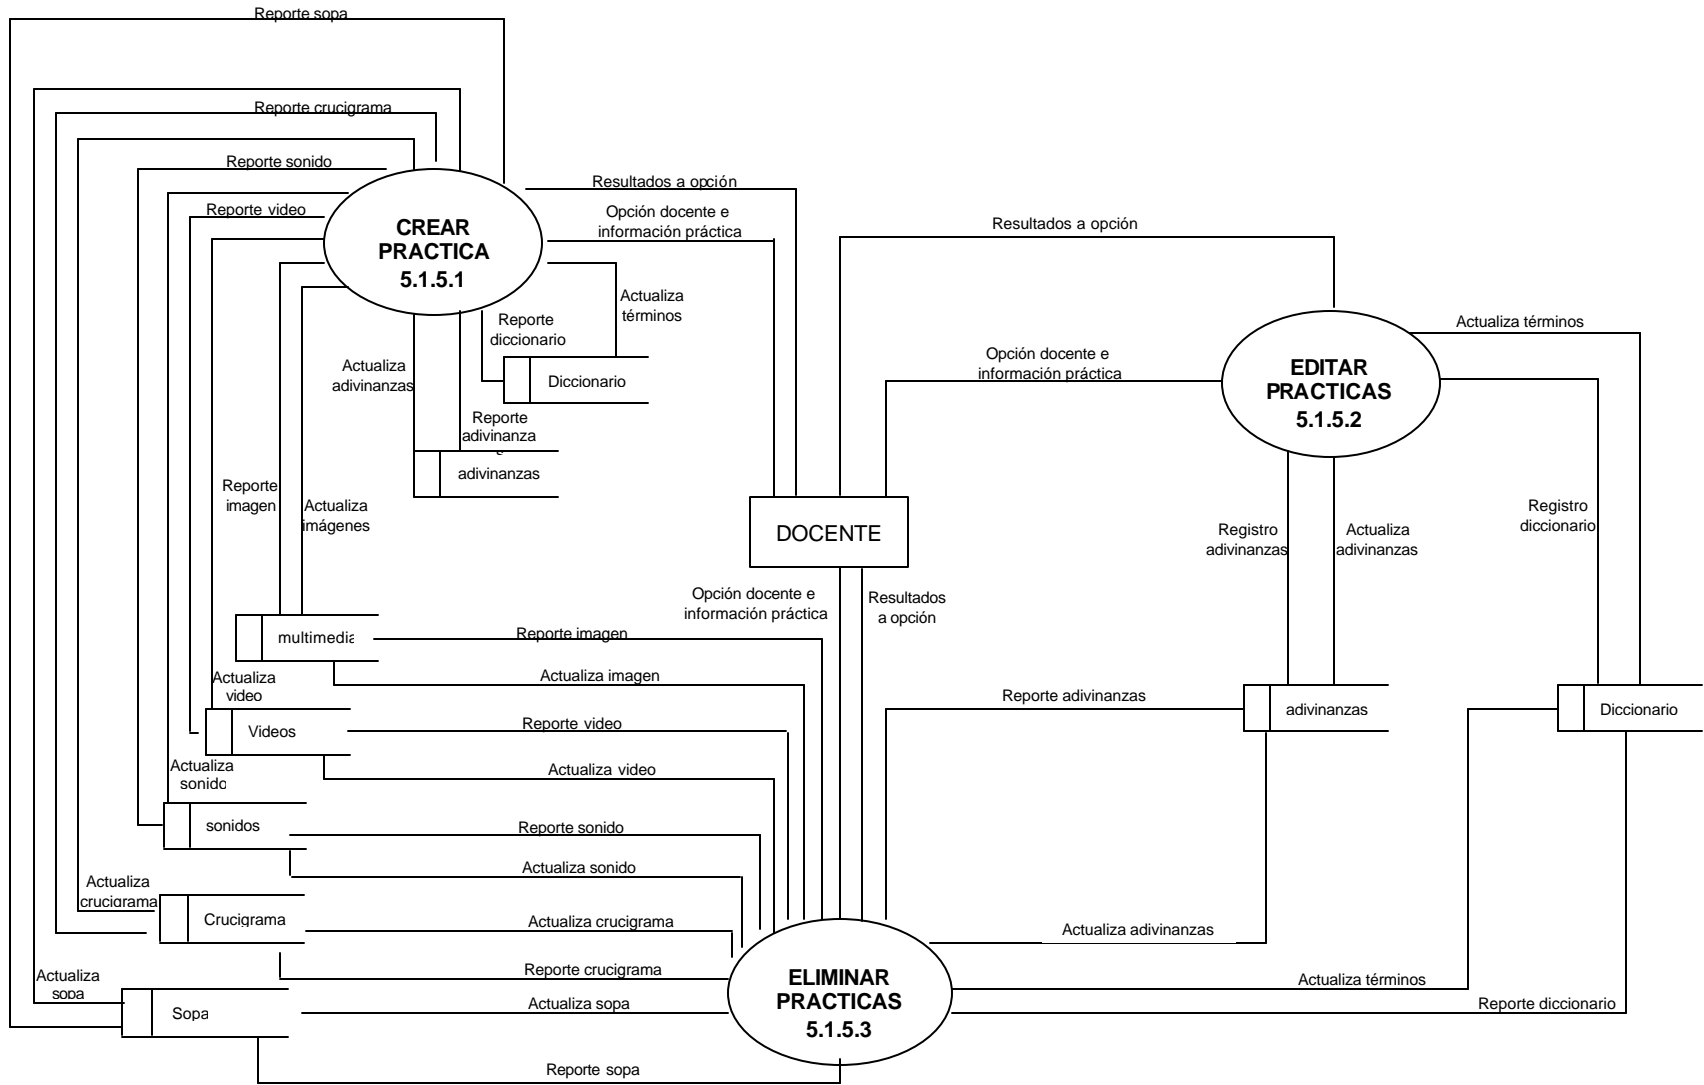 Reporte sopa
Reporte crucigrama
Reporte sonido
Reporte video
CREAR
PRACTICA
5.1.5.1
Resultados a opción
Opción docente e
información práctica
Actualiza
términos
Reporte
diccionario
Diccionario
Actualiza
adivinanzas
Reporte
adivinanza
adivinanzas
Reporte
imagen
Actualiza
imágenes
Resultados a opción
Opción docente e
información práctica
EDITAR
PRACTICAS
5.1.5.2
Actualiza términos
Registro
adivinanzas
Actualiza
adivinanzas
Registro
diccionario
DOCENTE
Opción docente e
información práctica
Resultados
a opción
multimedia
Reporte imagen
Actualiza imagen
Actualiza
video
Videos
Reporte video
Actualiza video
Actualiza
sonido
sonidos
Reporte sonido
Actualiza sonido
Actualiza
crucigrama
Crucigrama
Actualiza crucigrama
Reporte crucigrama
Actualiza
sopa
Sopa
Actualiza sopa
Reporte sopa
ELIMINAR
PRACTICAS
5.1.5.3
Reporte adivinanzas
adivinanzas
Diccionario
Actualiza adivinanzas
Actualiza términos
Reporte diccionario